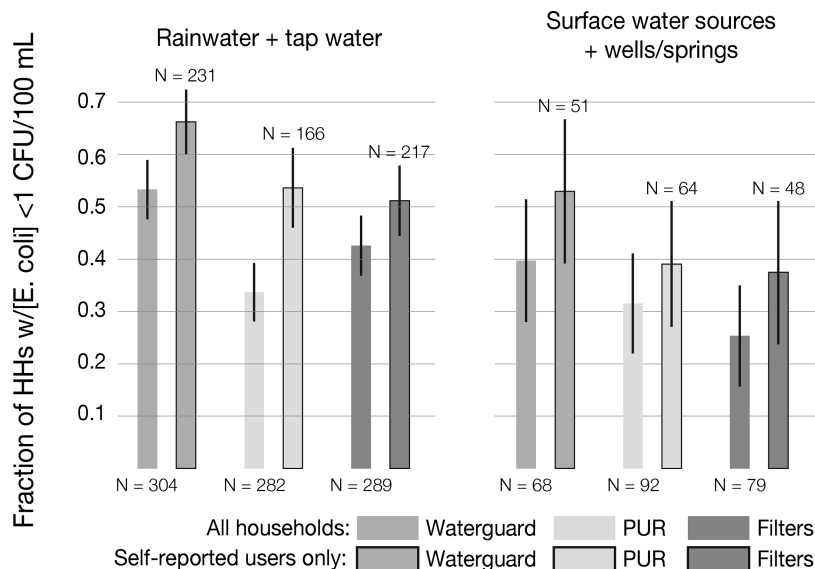 Rainwater + tap water
Surface water sources
+ wells/springs
Fraction of HHs w/[E. coli] <1 CFU/100 mL
0.7
0.6
0.5
0.4
0.3
0.2
0.1
N = 231
N = 166
N = 217
N = 304
N = 282
N = 289
N = 51
N = 64
N = 48
N = 68
N = 92
N = 79
All households: Waterguard PUR Filters
Self-reported users only: Waterguard PUR Filters